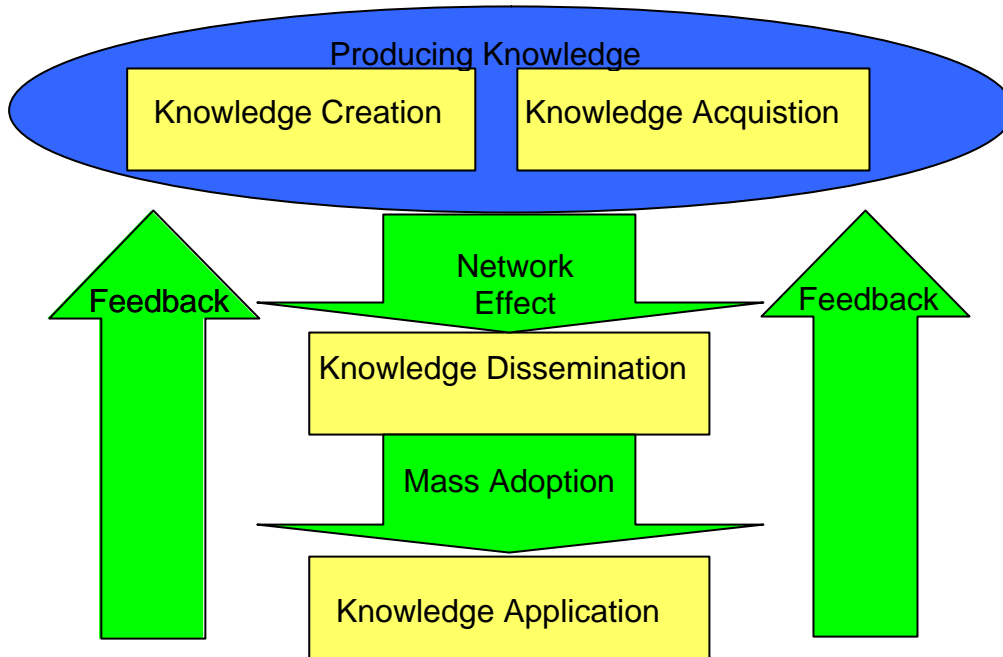 Producing Knowledge
Knowledge Creation
Knowledge Acquistion
Network
Effect
Feedback
Feedback
Knowledge Dissemination
Mass Adoption
Knowledge Application